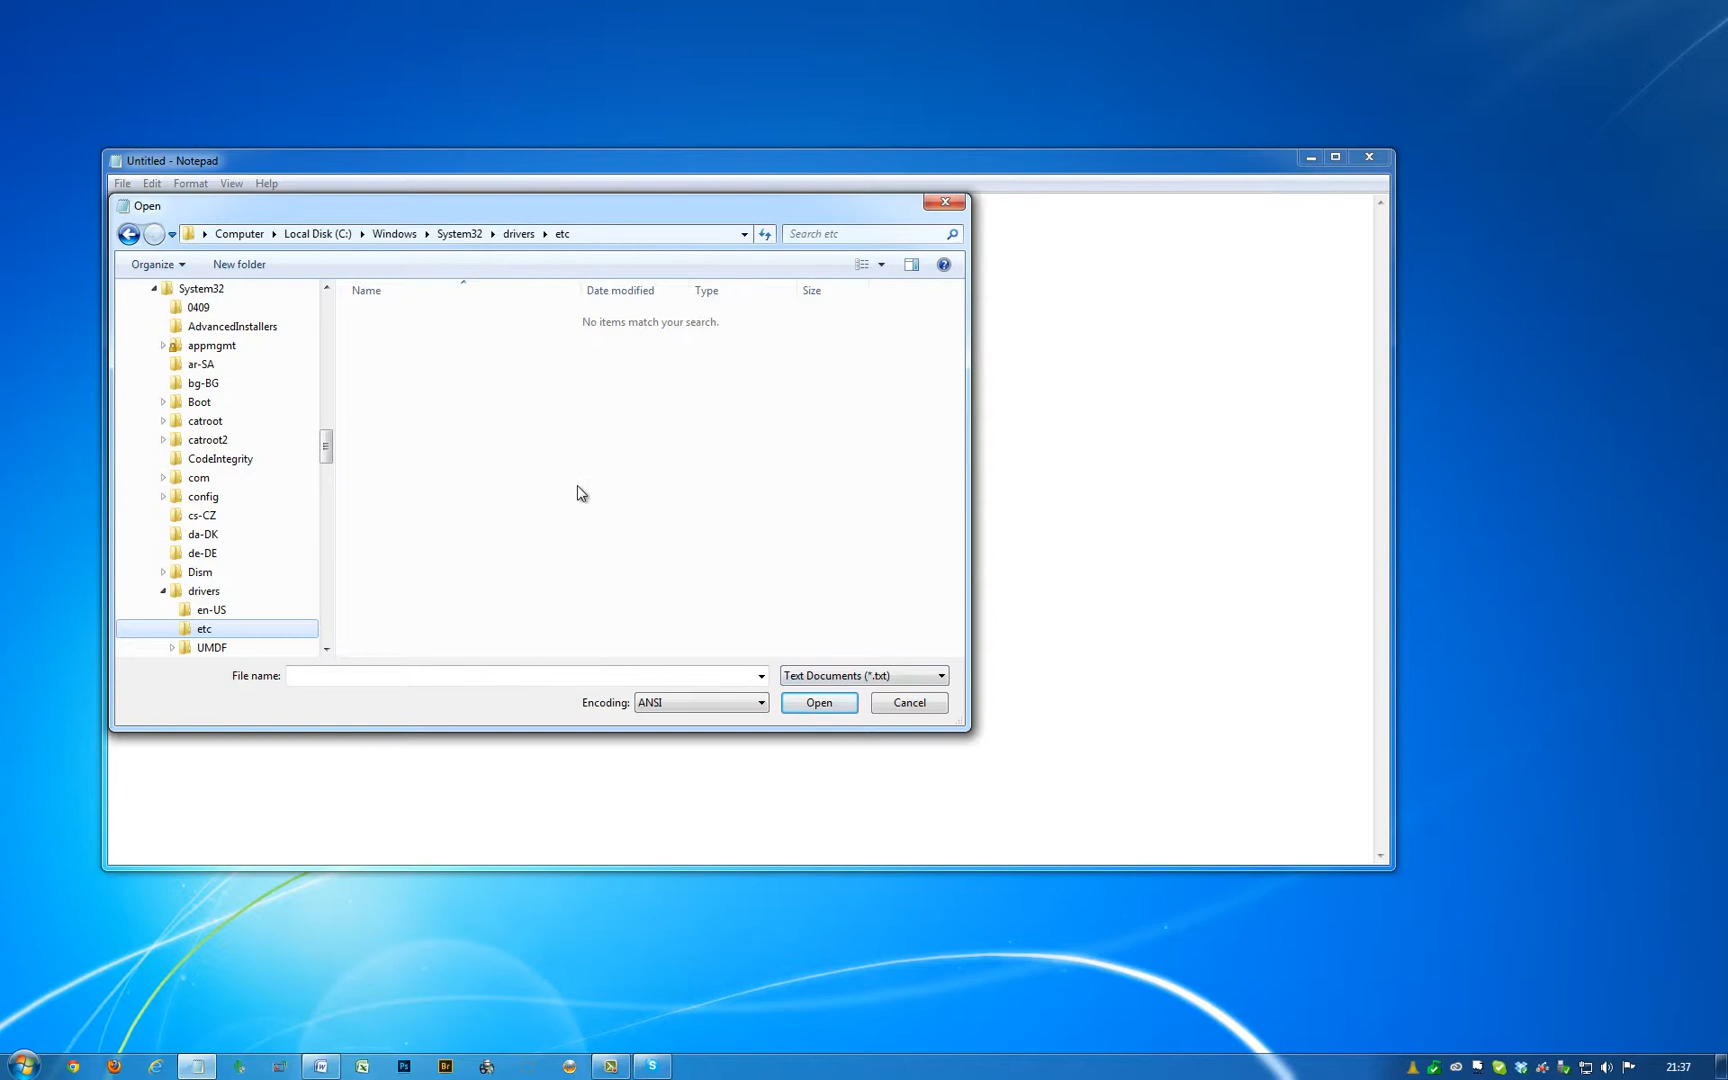 Untitled - Notepad
File Edit Format View Help
Open
Computer Local Disk (C:) Windows System32 drivers etc
Search etc
Organize New folder
Name Date modified Type Size
No items match your search.
System32
0409
AdvancedInstallers
appmgmt
ar-SA
bg-BG
Boot
catroot
catroot2
CodeIntegrity
com
config
cs-CZ
da-DK
de-DE
Dism
drivers
en-US
etc
UMDF
File name: Text Documents (*.txt)
Encoding: ANSI Open Cancel
Ps Br 21:37